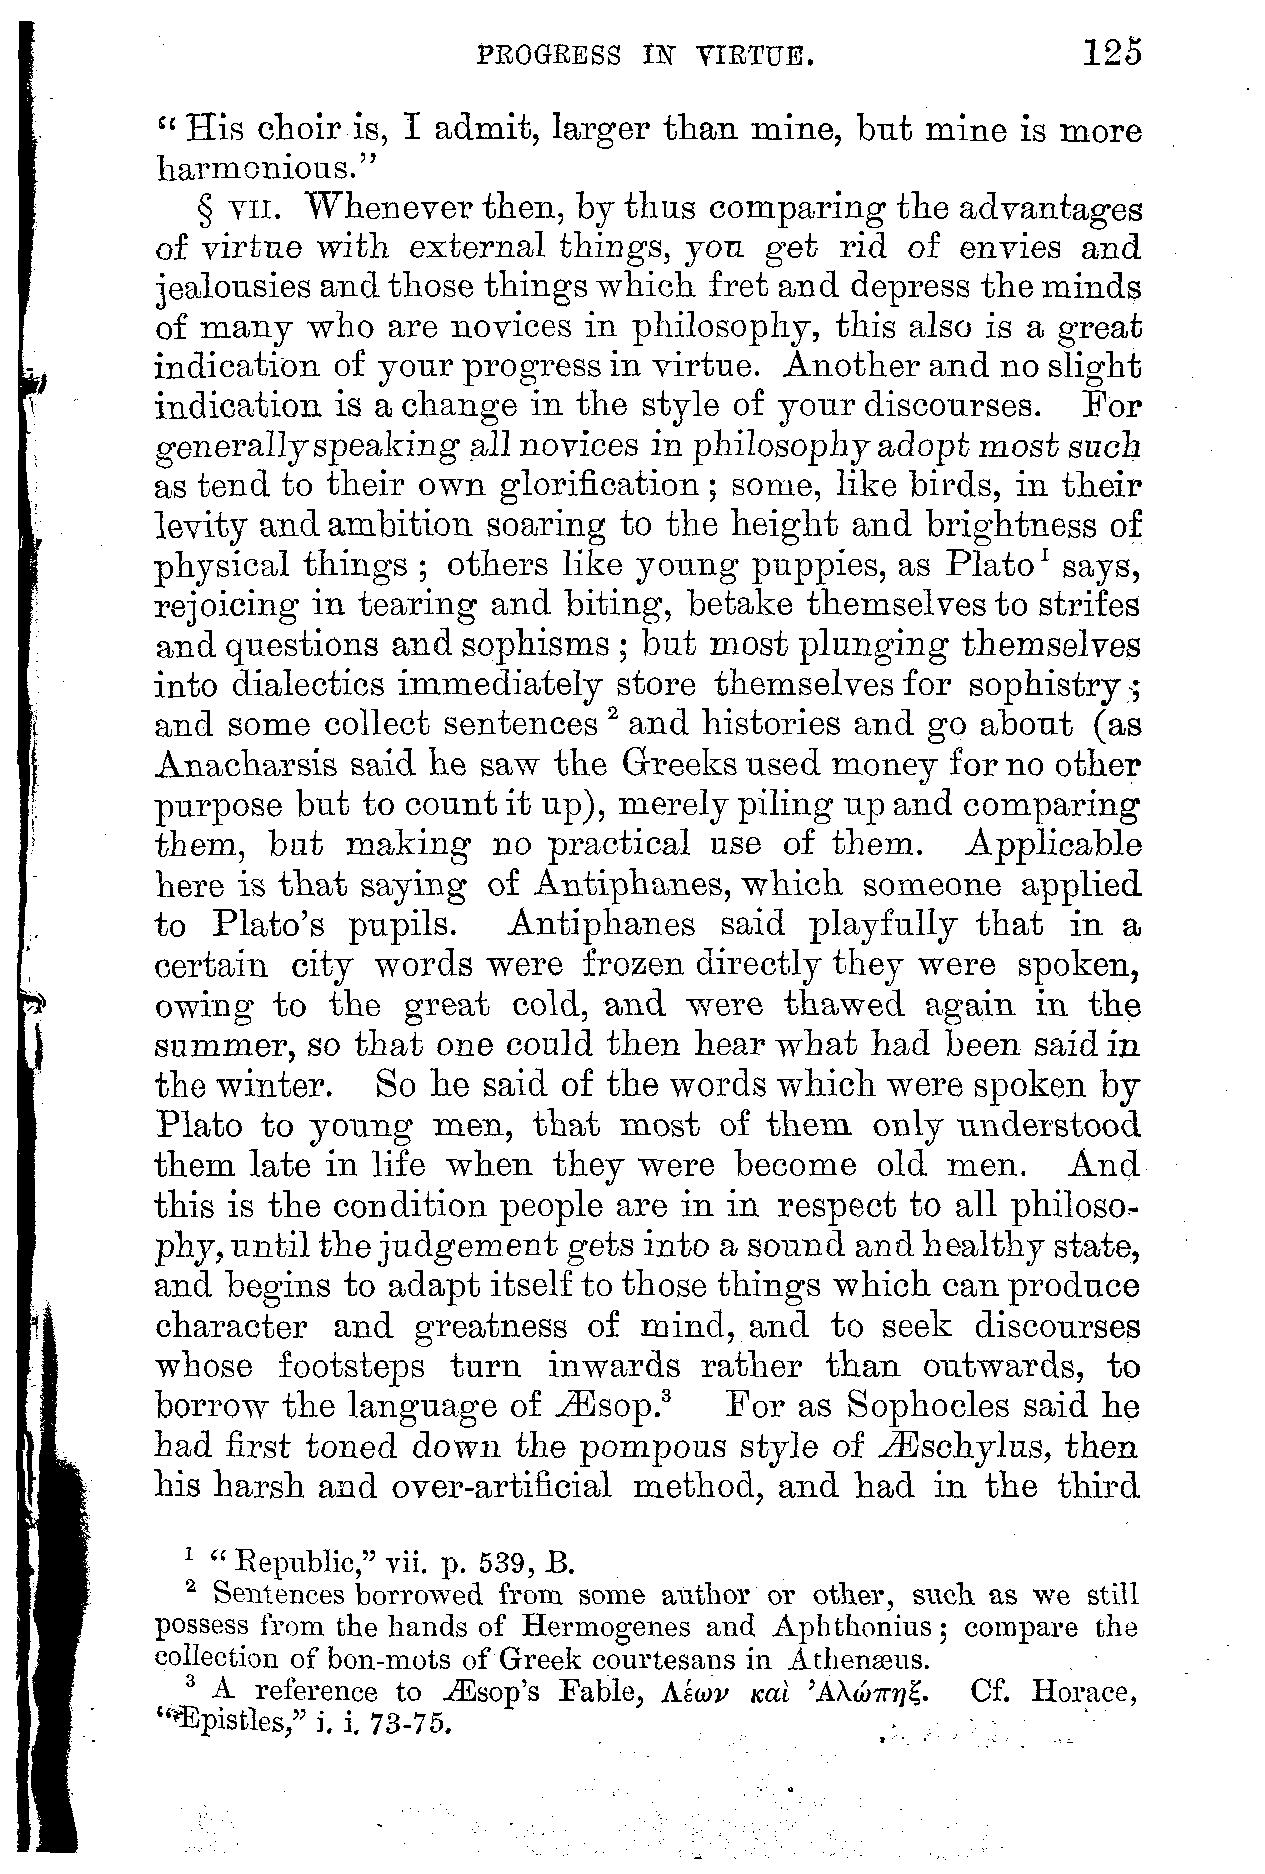 PROGRESS IN VIRTUE. 125
“ His choir is, I admit, larger than mine, but mine is more
harmonious.”
§ VII. Whenever then, by thus comparing the advantages
of virtue with external things, you get rid of envies and
jealousies and those things which fret and depress the minds
of many who are novices in philosophy, this also is a great
indication of your progress in virtue. Another and no slight
indication is a change in the style of your discourses. For
generally speaking all novices in philosophy adopt most such
as tend to their own glorification ; some, like birds, in their
levity and ambition soaring to the height and brightness of
physical things ; others like young puppies, as Plato¹ says,
rejoicing in tearing and biting, betake themselves to strifes
and questions and sophisms ; but most plunging themselves
into dialectics immediately store themselves for sophistry ;
and some collect sentences ² and histories and go about (as
Anacharsis said he saw the Greeks used money for no other
purpose but to count it up), merely piling up and comparing
them, but making no practical use of them. Applicable
here is that saying of Antiphanes, which someone applied
to Plato’s pupils. Antiphanes said playfully that in a
certain city words were frozen directly they were spoken,
owing to the great cold, and were thawed again in the
summer, so that one could then hear what had been said in
the winter. So he said of the words which were spoken by
Plato to young men, that most of them only understood
them late in life when they were become old men. And
this is the condition people are in in respect to all philoso-
phy, until the judgement gets into a sound and healthy state,
and begins to adapt itself to those things which can produce
character and greatness of mind, and to seek discourses
whose footsteps turn inwards rather than outwards, to
borrow the language of Æsop.³ For as Sophocles said he
had first toned down the pompous style of Æschylus, then
his harsh and over-artificial method, and had in the third
¹ “ Republic,” vii. p. 539, B.
² Sentences borrowed from some author or other, such as we still
possess from the hands of Hermogenes and Aphthonius ; compare the
collection of bon-mots of Greek courtesans in Athenæus.
³ A reference to Æsop’s Fable, Λέων καὶ ’Αλώπηξ. Cf. Horace,
“Epistles,” i. i. 73-75.